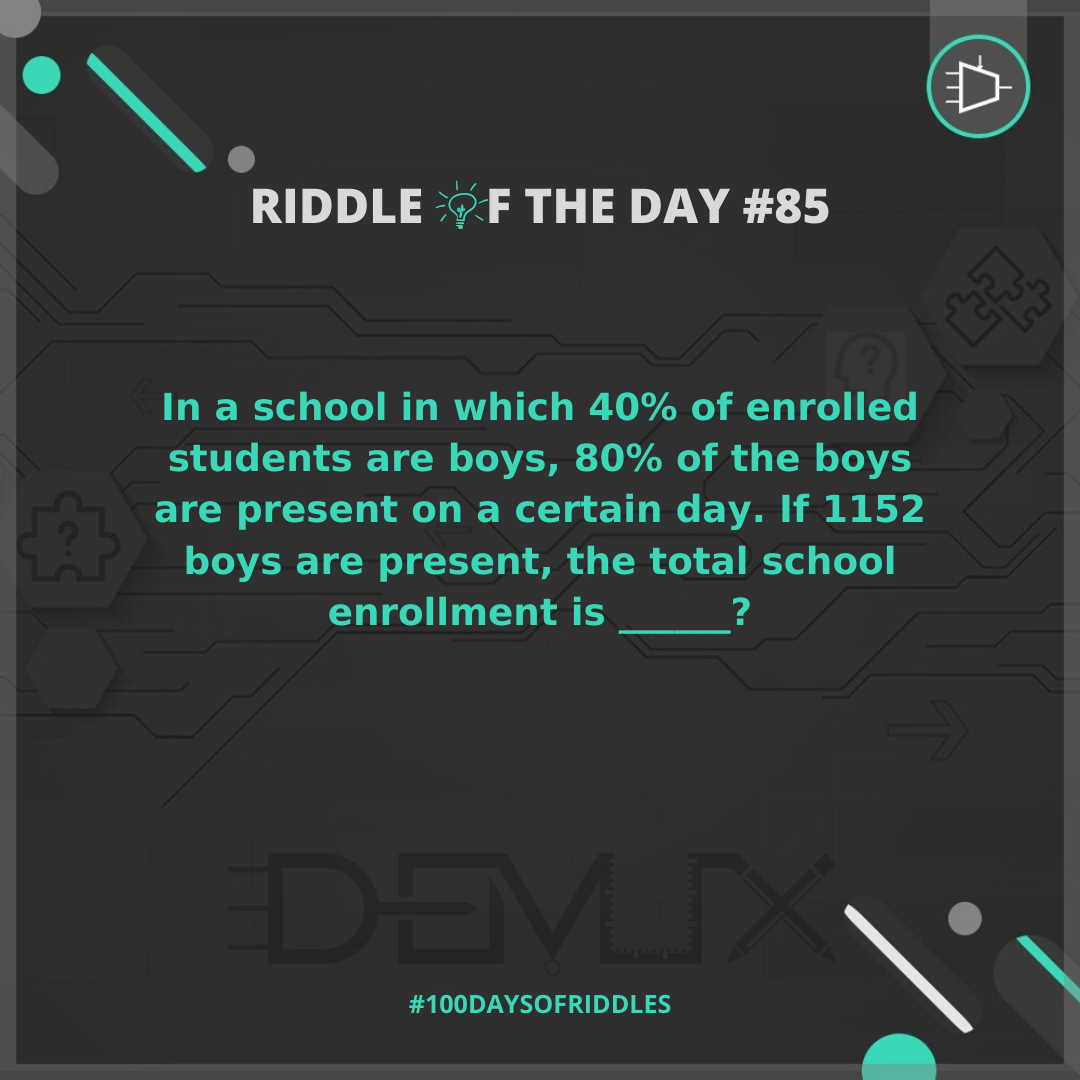 RIDDLE OF THE DAY #85
In a school in which 40% of enrolled
students are boys, 80% of the boys
are present on a certain day. If 1152
boys are present, the total school
enrollment is ______?
DEMUX
#100DAYSOFRIDDLES